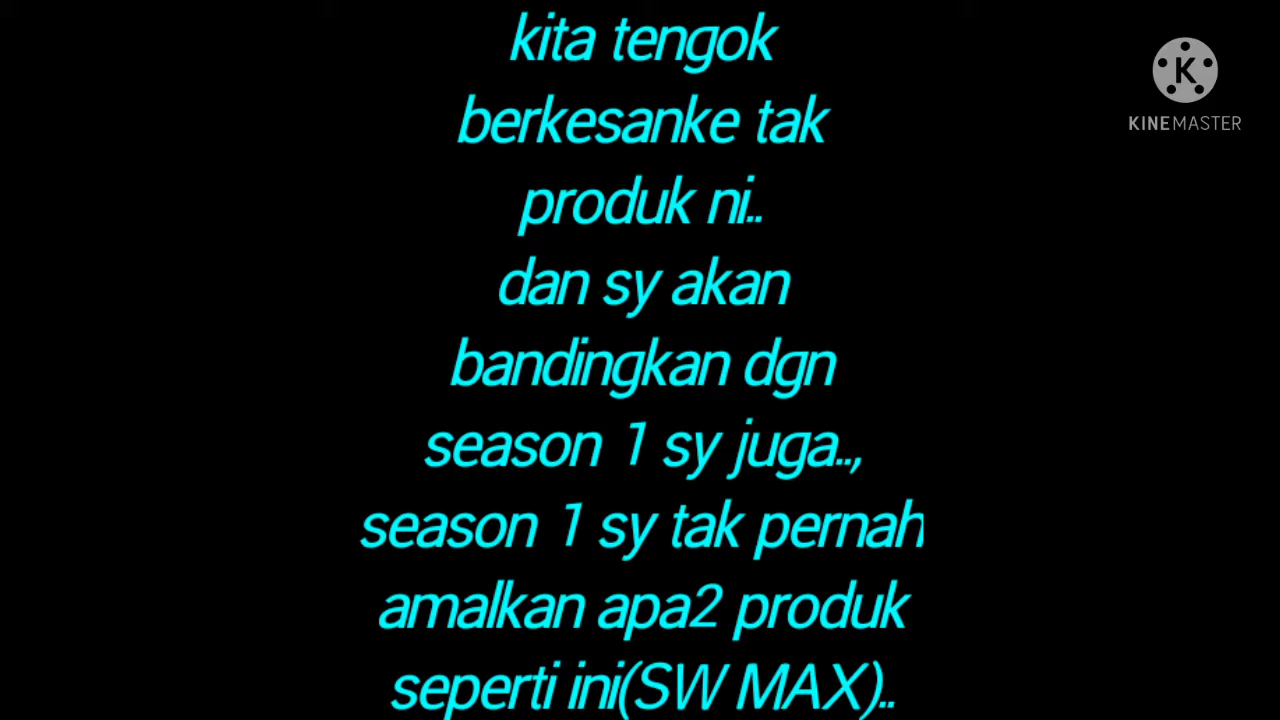 kita tengok
berkesanke tak
produk ni..
dan sy akan
bandingkan dgn
season 1 sy juga..,
season 1 sy tak pernah
amalkan apa2 produk
seperti ini(SW MAX)..
K
KINEMASTER